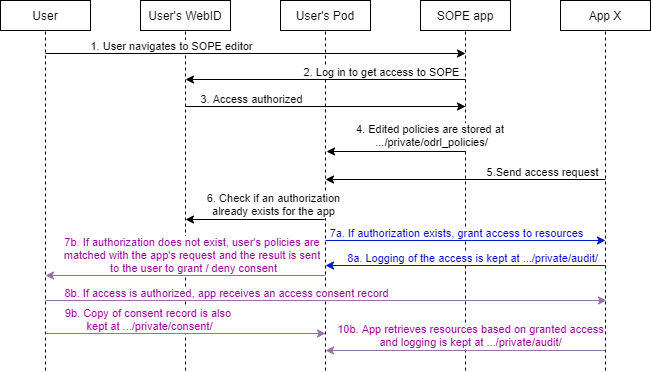 User
User's WebID
User's Pod
SOPE app
App X
1. User navigates to SOPE editor
2. Log in to get access to SOPE
3. Access authorized
4. Edited policies are stored at
.../private/odrl_policies/
5.Send access request
6. Check if an authorization
already exists for the app
7a. If authorization exists, grant access to resources
7b. If authorization does not exist, user's policies are
matched with the app's request and the result is sent
to the user to grant / deny consent
8a. Logging of the access is kept at .../private/audit/
8b. If access is authorized, app receives an access consent record
9b. Copy of consent record is also
kept at .../private/consent/
10b. App retrieves resources based on granted access
and logging is kept at .../private/audit/